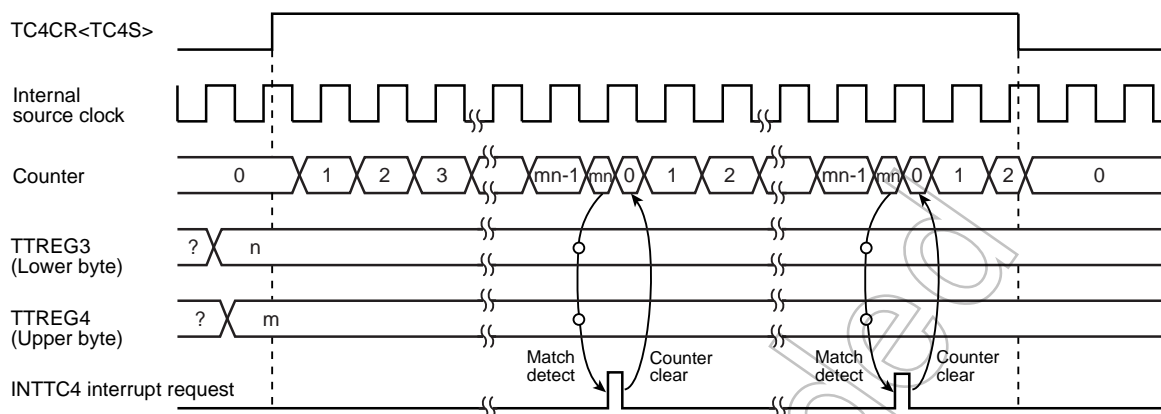 TC4CR<TC4S>
Internal
source clock
Counter
0 1 2 3 mn-1 mn 0 1 2 mn-1 mn 0 1 2 0
TTREG3
(Lower byte)
? n
TTREG4
(Upper byte)
? m
Match
detect
Counter
clear
Match
detect
Counter
clear
INTTC4 interrupt request